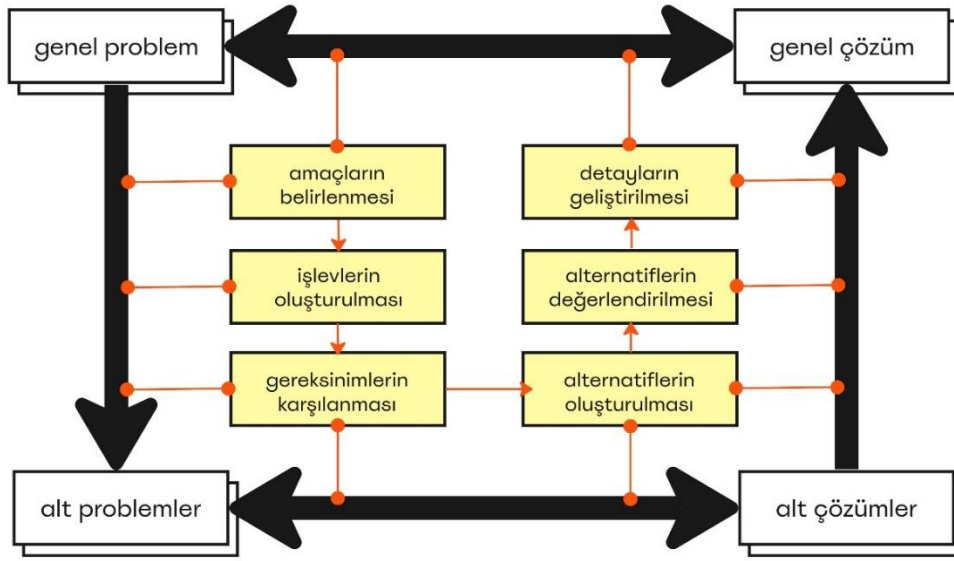 genel problem
genel çözüm
amaçların
belirlenmesi
işlevlerin
oluşturulması
gereksinimlerin
karşılanması
detayların
geliştirilmesi
alternatiflerin
değerlendirilmesi
alternatiflerin
oluşturulması
alt problemler
alt çözümler